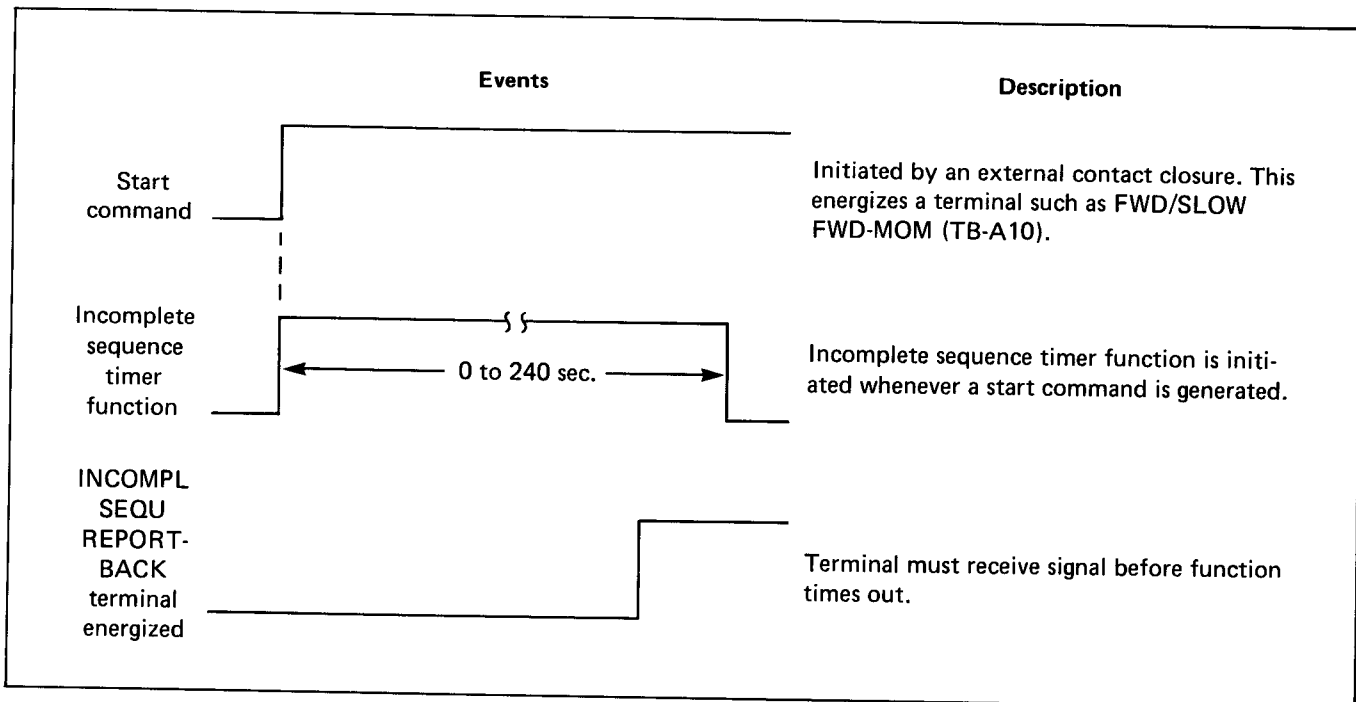 Events
Description
Start
command
Initiated by an external contact closure. This
energizes a terminal such as FWD/SLOW
FWD-MOM (TB-A10).
Incomplete
sequence
timer
function
0 to 240 sec.
Incomplete sequence timer function is initi-
ated whenever a start command is generated.
INCOMPL
SEQU
REPORT-
BACK
terminal
energized
Terminal must receive signal before function
times out.